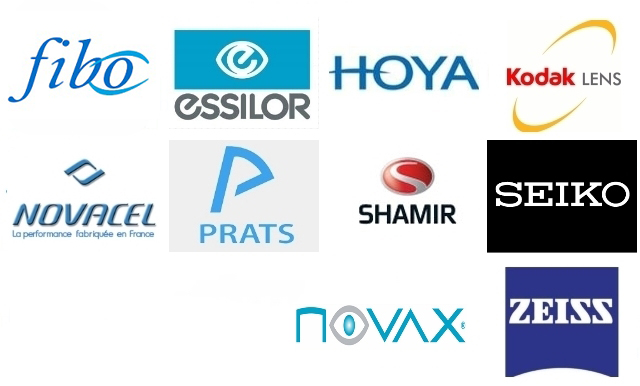 fibo
essilor
HOYA
Kodak LENS
NOVACEL
La performance fabriquée en France
PRATS
SHAMIR
SEIKO
NOVAX®
ZEISS